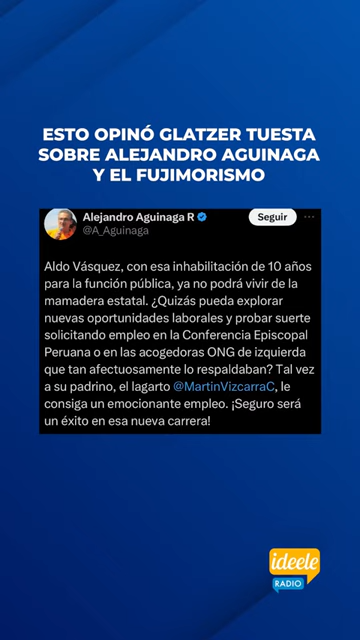 ESTO OPINÓ GLATZER TUESTA
SOBRE ALEJANDRO AGUINAGA
Y EL FUJIMORISMO
Alejandro Aguinaga R
Seguir
@A_Aguinaga
Aldo Vásquez, con esa inhabilitación de 10 años
para la función pública, ya no podrá vivir de la
mamadera estatal. ¿Quizás pueda explorar
nuevas oportunidades laborales y probar suerte
solicitando empleo en la Conferencia Episcopal
Peruana o en las acogedoras ONG de izquierda
que tan afectuosamente lo respaldaban? Tal vez
a su padrino, el lagarto @MartinVizcarraC, le
consiga un emocionante empleo. ¡Seguro será
un éxito en esa nueva carrera!
ideele
RADIO